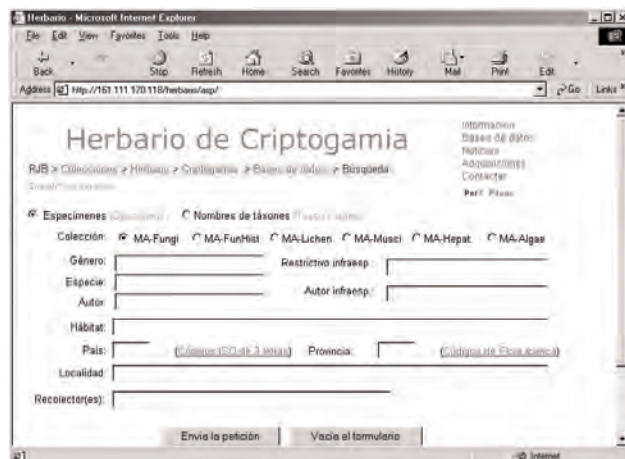 Herbario - Microsoft Internet Explorer
File Edit View Favorites Tools Help
Back Stop Refresh Home Search Favorites History Mail Print Edit
Address http://161.111.170.118/herbario/asp/ Go Links
Herbario de Criptogamia
Información
Bases de datos
Noticias
Adquisiciones
Contactar
RJB > Colecciones > Herbario > Criptogamia > Bases de datos > Búsqueda
Especímenes Nombres de táxones
Colección: MA-Fungi MA-FunHist MA-Lichen MA-Musci MA-Hepat. MA-Algae
Género: Restrictivo infraesp.:
Especie:
Autor: Autor infraesp.:
Hábitat:
País: (Códigos ISO de 3 letras) Provincia: (Códigos de Flora iberica)
Localidad:
Recolector(es):
Envía la petición Vacía el formulario
Internet